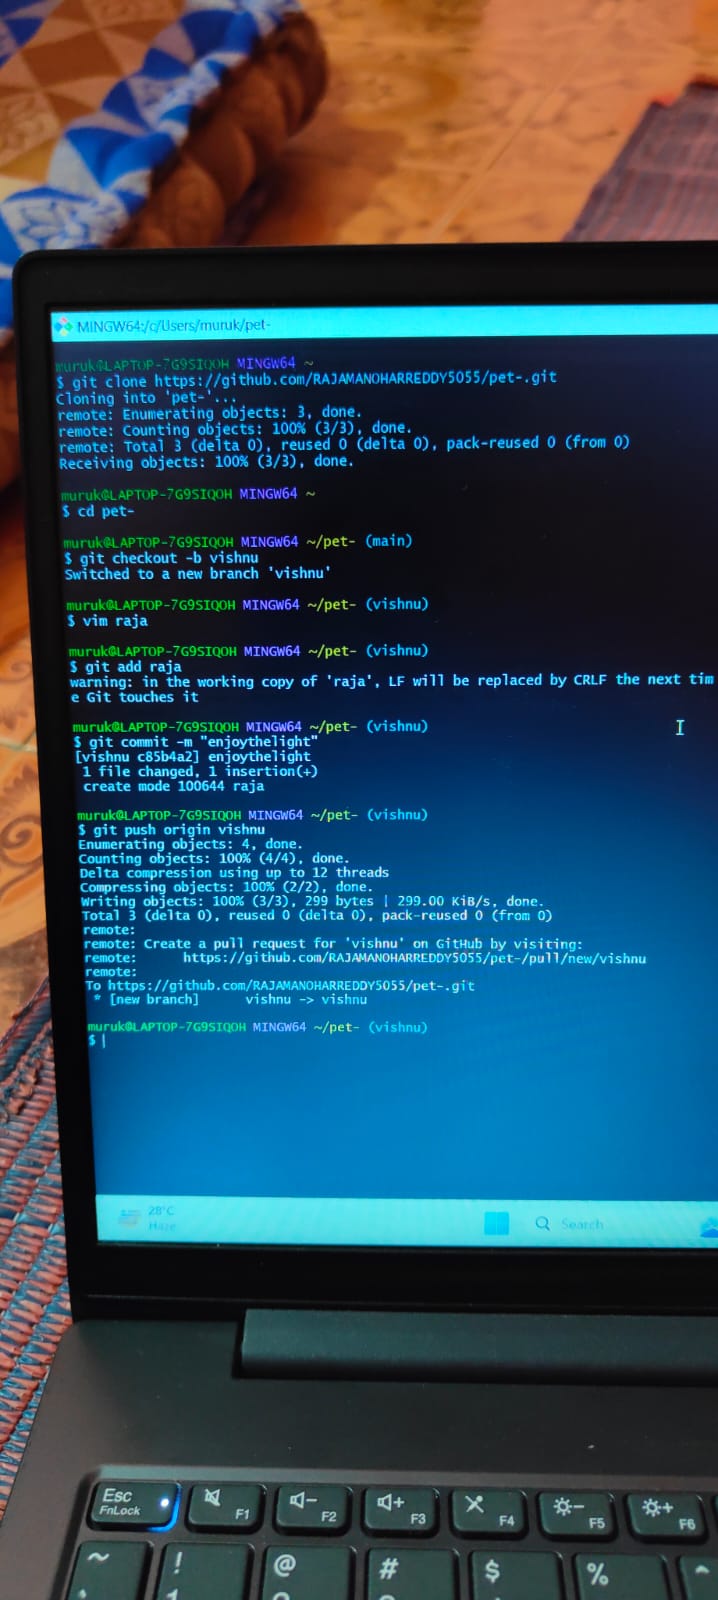 MINGW64:/c/Users/muruk/pet-
muruk@LAPTOP-7G9SIQOH MINGW64 ~
$ git clone https://github.com/RAJAMANOHARREDDY5055/pet-.git
Cloning into 'pet-'...
remote: Enumerating objects: 3, done.
remote: Counting objects: 100% (3/3), done.
remote: Total 3 (delta 0), reused 0 (delta 0), pack-reused 0 (from 0)
Receiving objects: 100% (3/3), done.
muruk@LAPTOP-7G9SIQOH MINGW64 ~
$ cd pet-
muruk@LAPTOP-7G9SIQOH MINGW64 ~/pet- (main)
$ git checkout -b vishnu
Switched to a new branch 'vishnu'
muruk@LAPTOP-7G9SIQOH MINGW64 ~/pet- (vishnu)
$ vim raja
muruk@LAPTOP-7G9SIQOH MINGW64 ~/pet- (vishnu)
$ git add raja
warning: in the working copy of 'raja', LF will be replaced by CRLF the next tim
e Git touches it
muruk@LAPTOP-7G9SIQOH MINGW64 ~/pet- (vishnu)
$ git commit -m "enjoythelight"
[vishnu c85b4a2] enjoythelight
1 file changed, 1 insertion(+)
create mode 100644 raja
muruk@LAPTOP-7G9SIQOH MINGW64 ~/pet- (vishnu)
$ git push origin vishnu
Enumerating objects: 4, done.
Counting objects: 100% (4/4), done.
Delta compression using up to 12 threads
Compressing objects: 100% (2/2), done.
Writing objects: 100% (3/3), 299 bytes | 299.00 KiB/s, done.
Total 3 (delta 0), reused 0 (delta 0), pack-reused 0 (from 0)
remote:
remote: Create a pull request for 'vishnu' on GitHub by visiting:
remote:      https://github.com/RAJAMANOHARREDDY5055/pet-/pull/new/vishnu
remote:
To https://github.com/RAJAMANOHARREDDY5055/pet-.git
* [new branch]      vishnu -> vishnu
muruk@LAPTOP-7G9SIQOH MINGW64 ~/pet- (vishnu)
$
28°C
Haze
Search
Esc
FnLock
F1
F2
F3
F4
F5
F6
~ ! @ # $ % ^